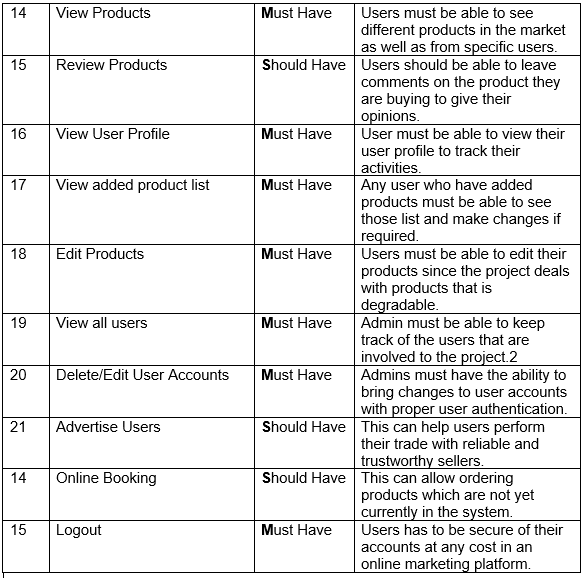 14 View Products Must Have Users must be able to see
different products in the market
as well as from specific users.
15 Review Products Should Have Users should be able to leave
comments on the product they
are buying to give their
opinions.
16 View User Profile Must Have User must be able to view their
user profile to track their
activities.
17 View added product list Must Have Any user who have added
products must be able to see
those list and make changes if
required.
18 Edit Products Must Have Users must be able to edit their
products since the project deals
with products that is
degradable.
19 View all users Must Have Admin must be able to keep
track of the users that are
involved to the project.2
20 Delete/Edit User Accounts Must Have Admins must have the ability to
bring changes to user accounts
with proper user authentication.
21 Advertise Users Should Have This can help users perform
their trade with reliable and
trustworthy sellers.
14 Online Booking Should Have This can allow ordering
products which are not yet
currently in the system.
15 Logout Must Have Users has to be secure of their
accounts at any cost in an
online marketing platform.